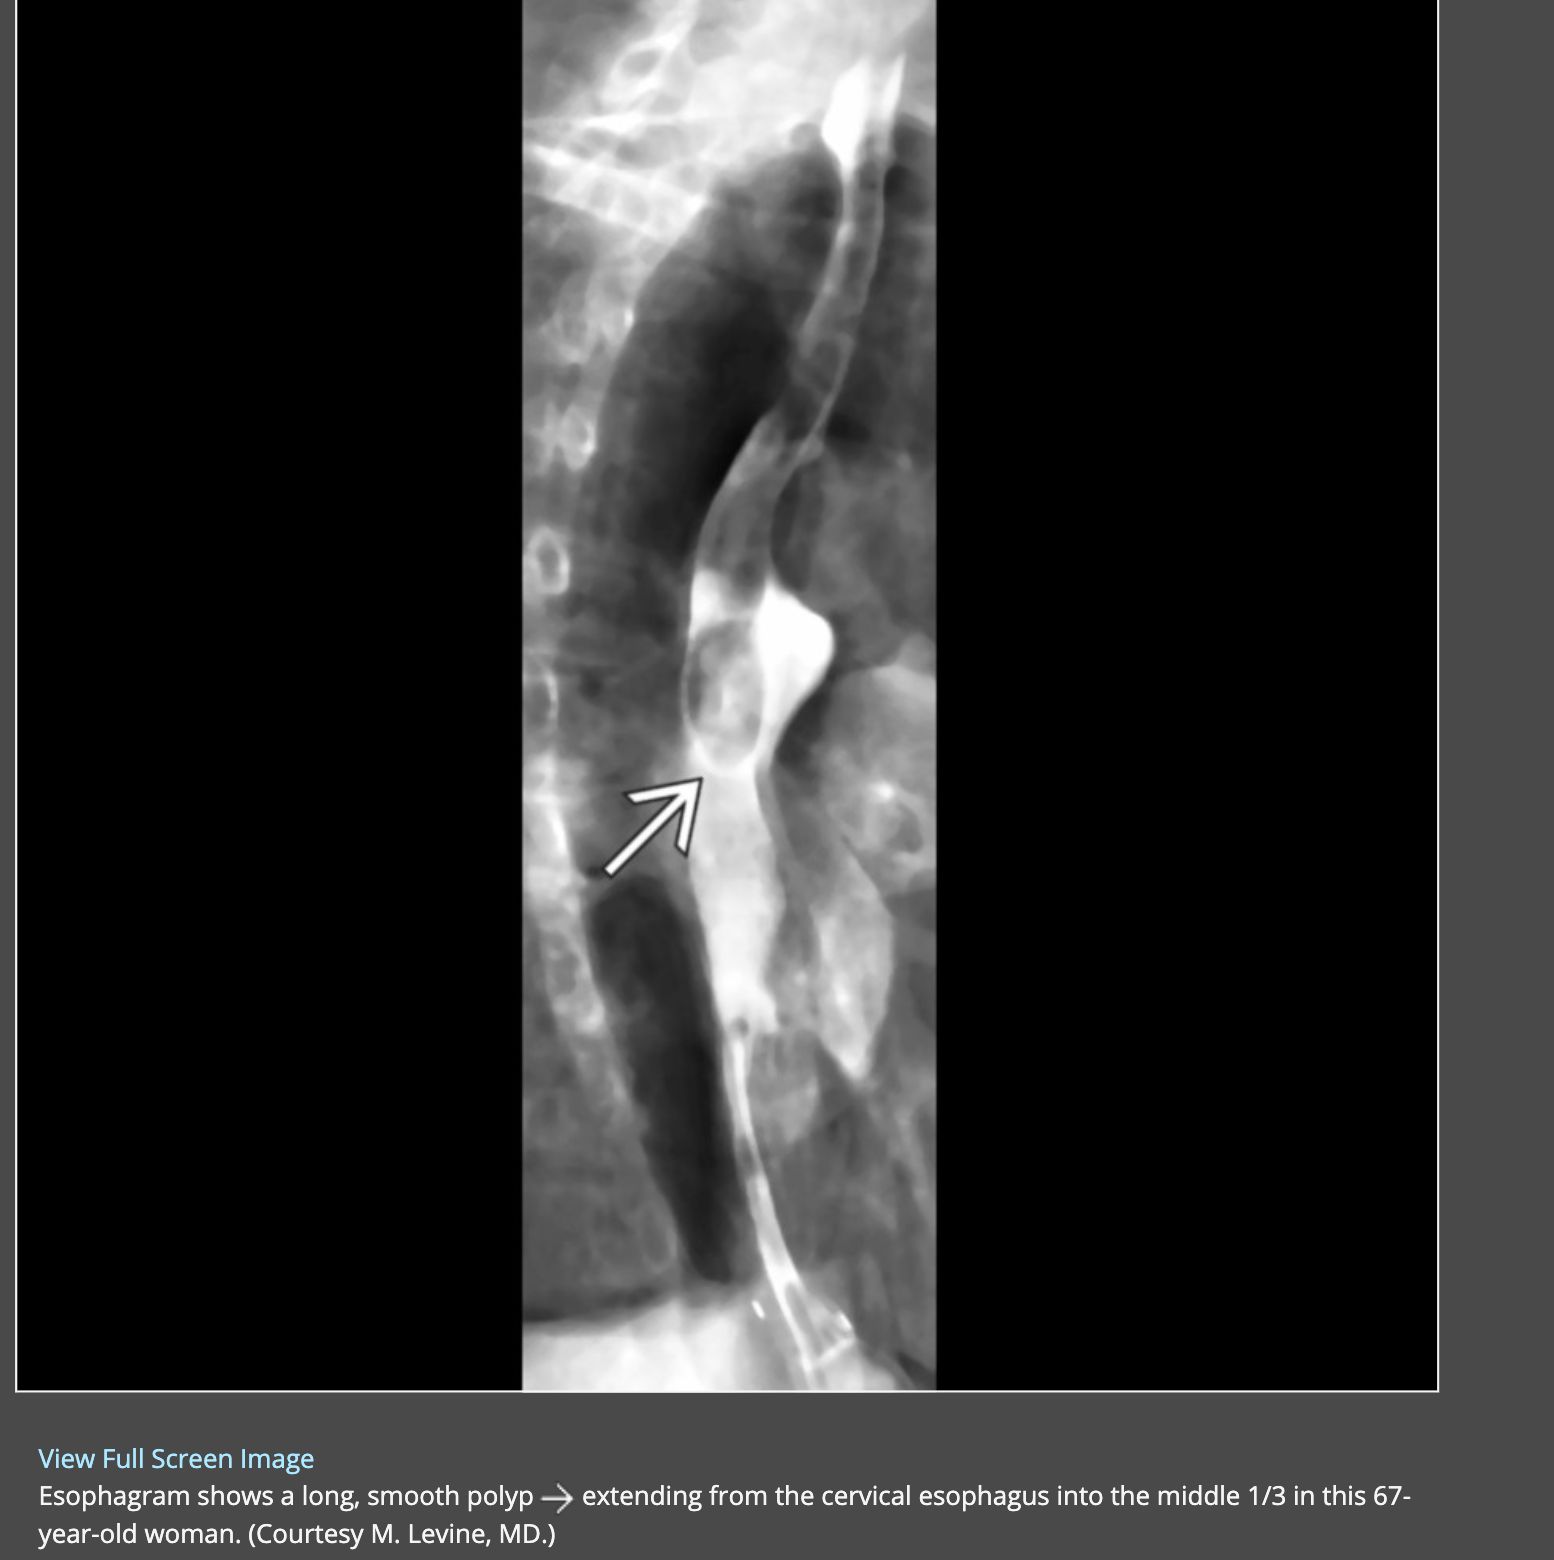 View Full Screen Image
Esophagram shows a long, smooth polyp → extending from the cervical esophagus into the middle 1/3 in this 67-
year-old woman. (Courtesy M. Levine, MD.)